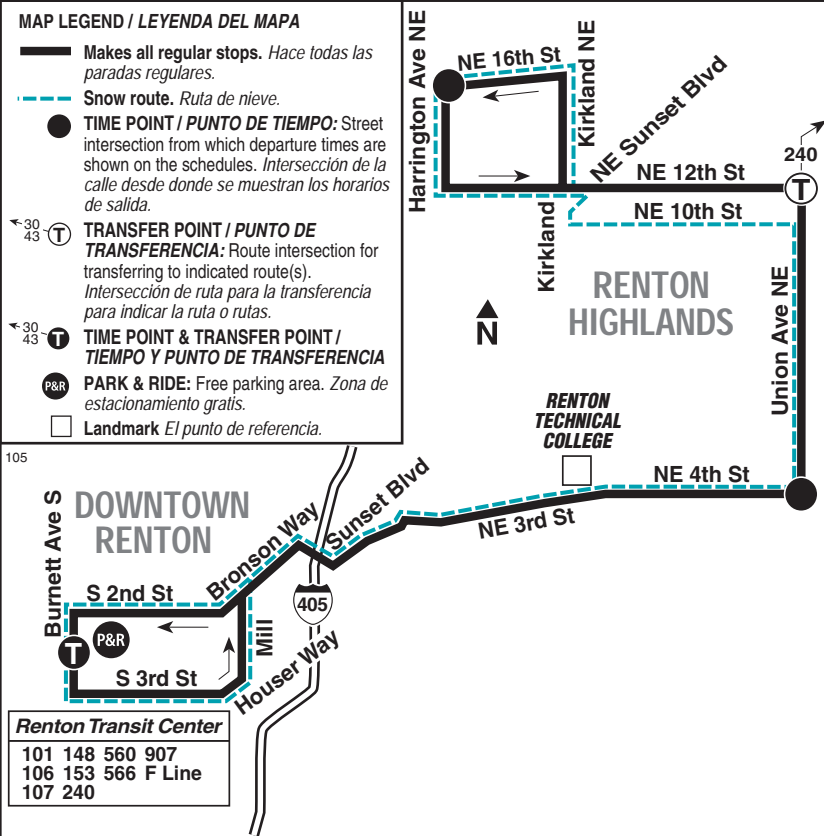 MAP LEGEND / LEYENDA DEL MAPA
Makes all regular stops. Hace todas las
paradas regulares.
Snow route. Ruta de nieve.
TIME POINT / PUNTO DE TIEMPO: Street
intersection from which departure times are
shown on the schedules. Intersección de la
calle desde donde se muestran los horarios
de salida.
30
43
T
TRANSFER POINT / PUNTO DE
TRANSFERENCIA: Route intersection for
transferring to indicated route(s).
Intersección de ruta para la transferencia
para indicar la ruta o rutas.
30
43
T
TIME POINT & TRANSFER POINT /
TIEMPO Y PUNTO DE TRANSFERENCIA
P&R
PARK & RIDE: Free parking area. Zona de
estacionamiento gratis.
Landmark El punto de referencia.
105
Harrington Ave NE
NE 16th St
Kirkland NE
NE Sunset Blvd
240
T
NE 12th St
NE 10th St
Kirkland
RENTON
HIGHLANDS
N
Union Ave NE
RENTON
TECHNICAL
COLLEGE
NE 4th St
NE 3rd St
Sunset Blvd
Bronson Way
DOWNTOWN
RENTON
Burnett Ave S
S 2nd St
405
P&R
T
Mill
S 3rd St
Houser Way
Renton Transit Center
101 148 560 907
106 153 566 F Line
107 240